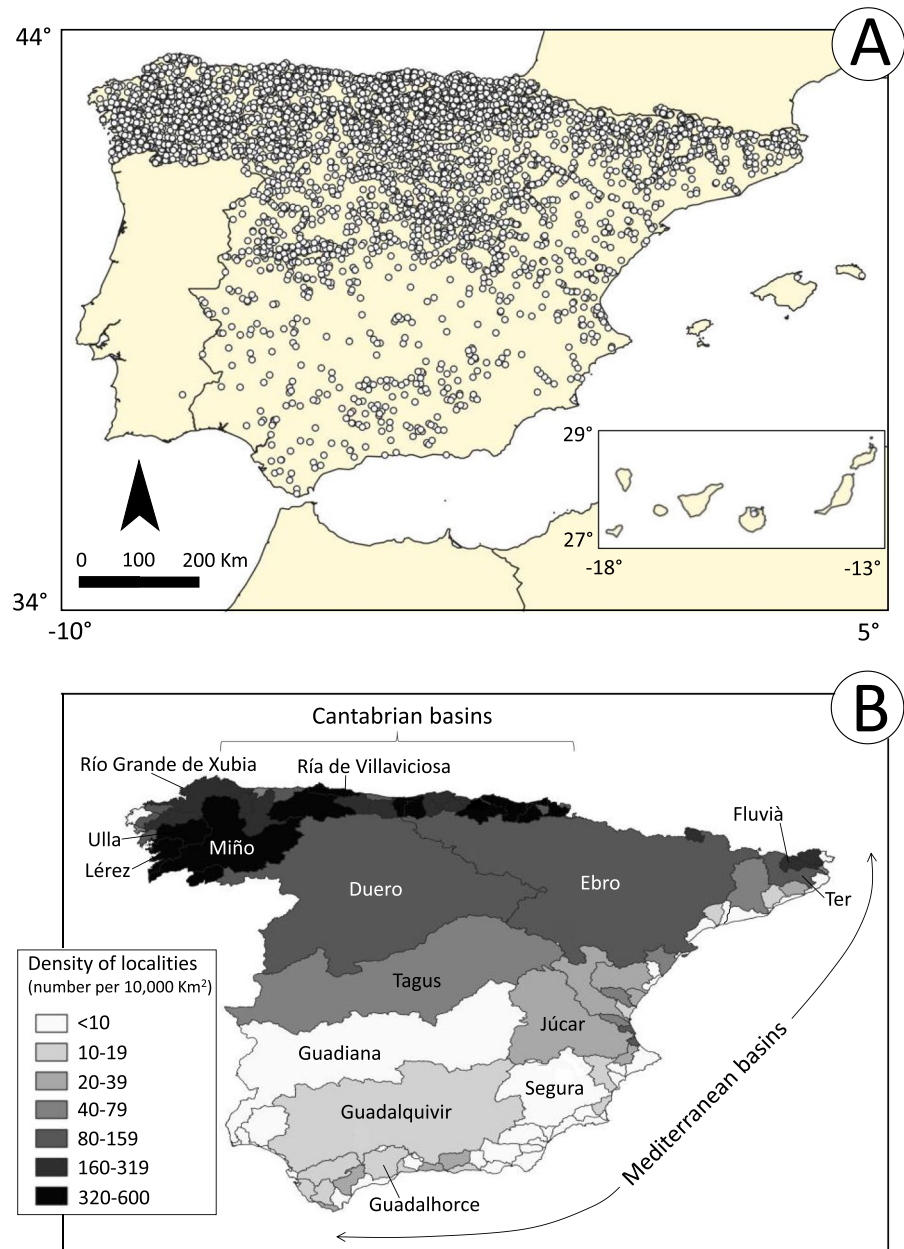 A
44°
34°
-10°
5°
0 100 200 Km
29°
27°
-18°
-13°
B
Cantabrian basins
Río Grande de Xubia
Ría de Villaviciosa
Ulla
Lérez
Miño
Fluvià
Ter
Duero
Ebro
Tagus
Júcar
Guadiana
Segura
Guadalquivir
Guadalhorce
Mediterranean basins
Density of localities
(number per 10,000 Km²)
<10
10-19
20-39
40-79
80-159
160-319
320-600